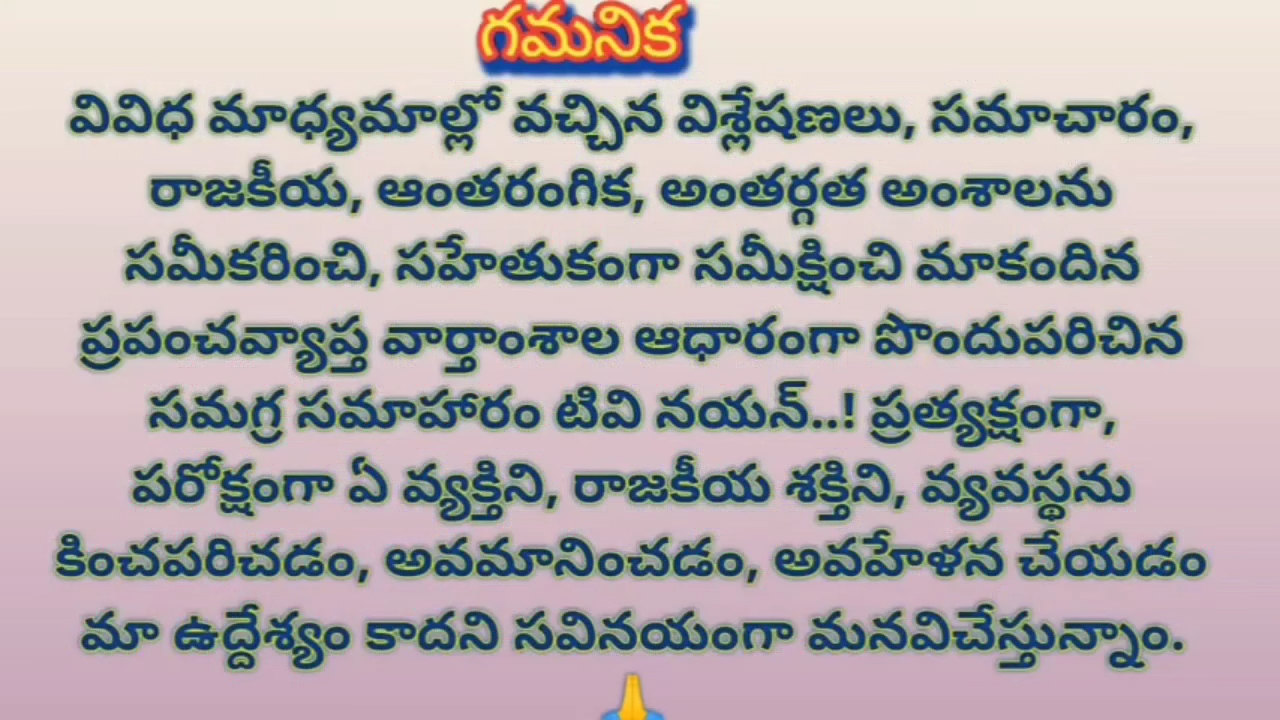 గమనిక
వివిధ మాధ్యమాల్లో వచ్చిన విశ్లేషణలు, సమాచారం,
రాజకీయ, ఆంతరంగిక, అంతర్గత అంశాలను
సమీకరించి, సహేతుకంగా సమీక్షించి మాకందిన
ప్రపంచవ్యాప్త వార్తాంశాల ఆధారంగా పొందుపరిచిన
సమగ్ర సమాహారం టివి నయన్..! ప్రత్యక్షంగా,
పరోక్షంగా ఏ వ్యక్తిని, రాజకీయ శక్తిని, వ్యవస్థను
కించపరిచడం, అవమానించడం, అవహేళన చేయడం
మా ఉద్దేశ్యం కాదని సవినయంగా మనవిచేస్తున్నాం.